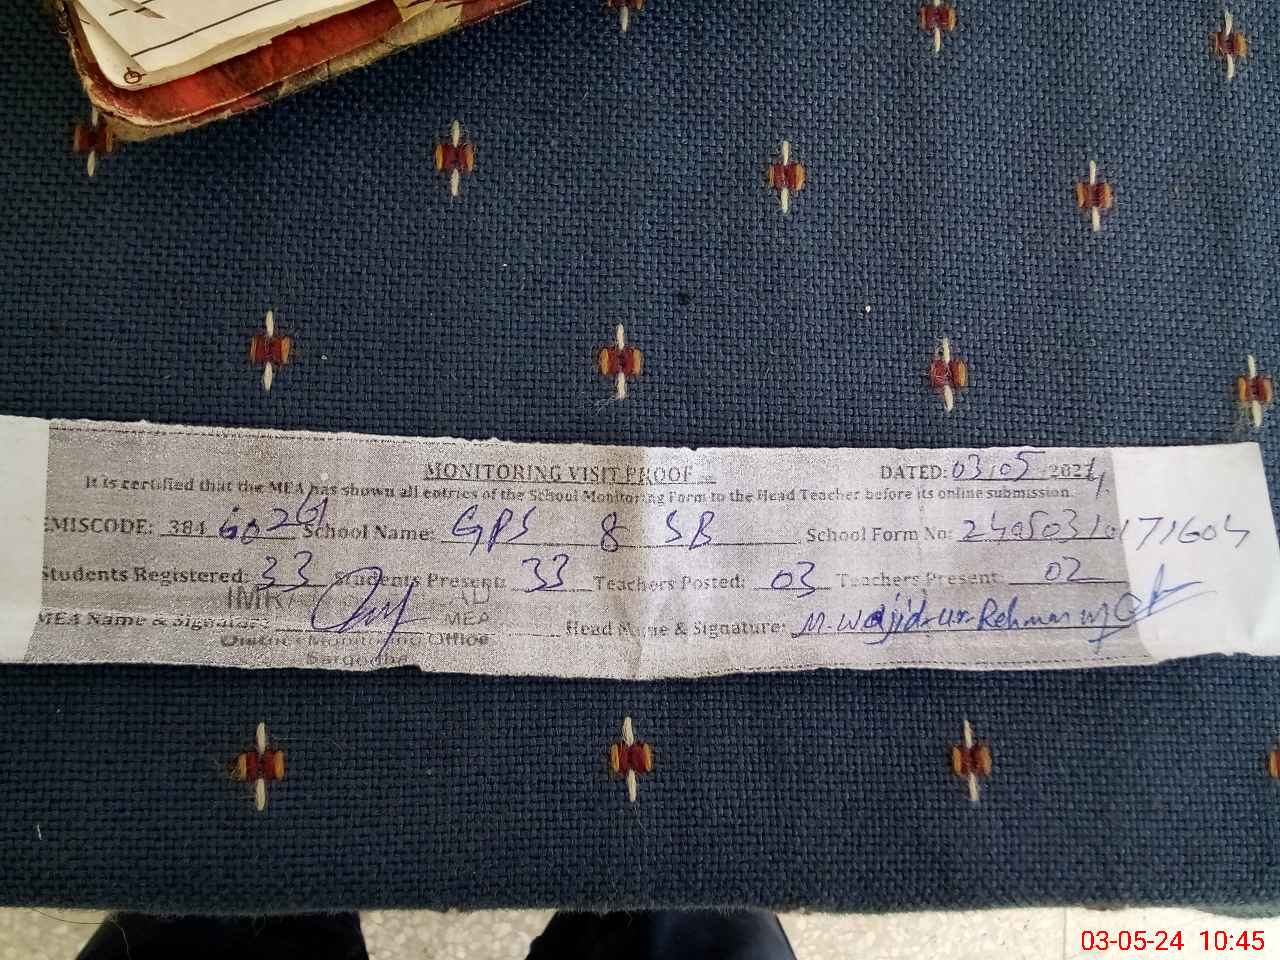 MONITORING VISIT PROOF
DATED: 03/05 2024
It is certified that the MEA has shown all entries of the School Monitoring Form to the Head Teacher before its online submission.
EMISCODE: 384 School Name: GPS 8 SB School Form No:
Students Registered: 33 Students Present: 33 Teachers Posted: 03 Teachers Present: 02
MEA
MEA Name & Signature: Head Name & Signature: M. Wajid-ur-Rehman
District Monitoring Office
Sargodha
03-05-24 10:45